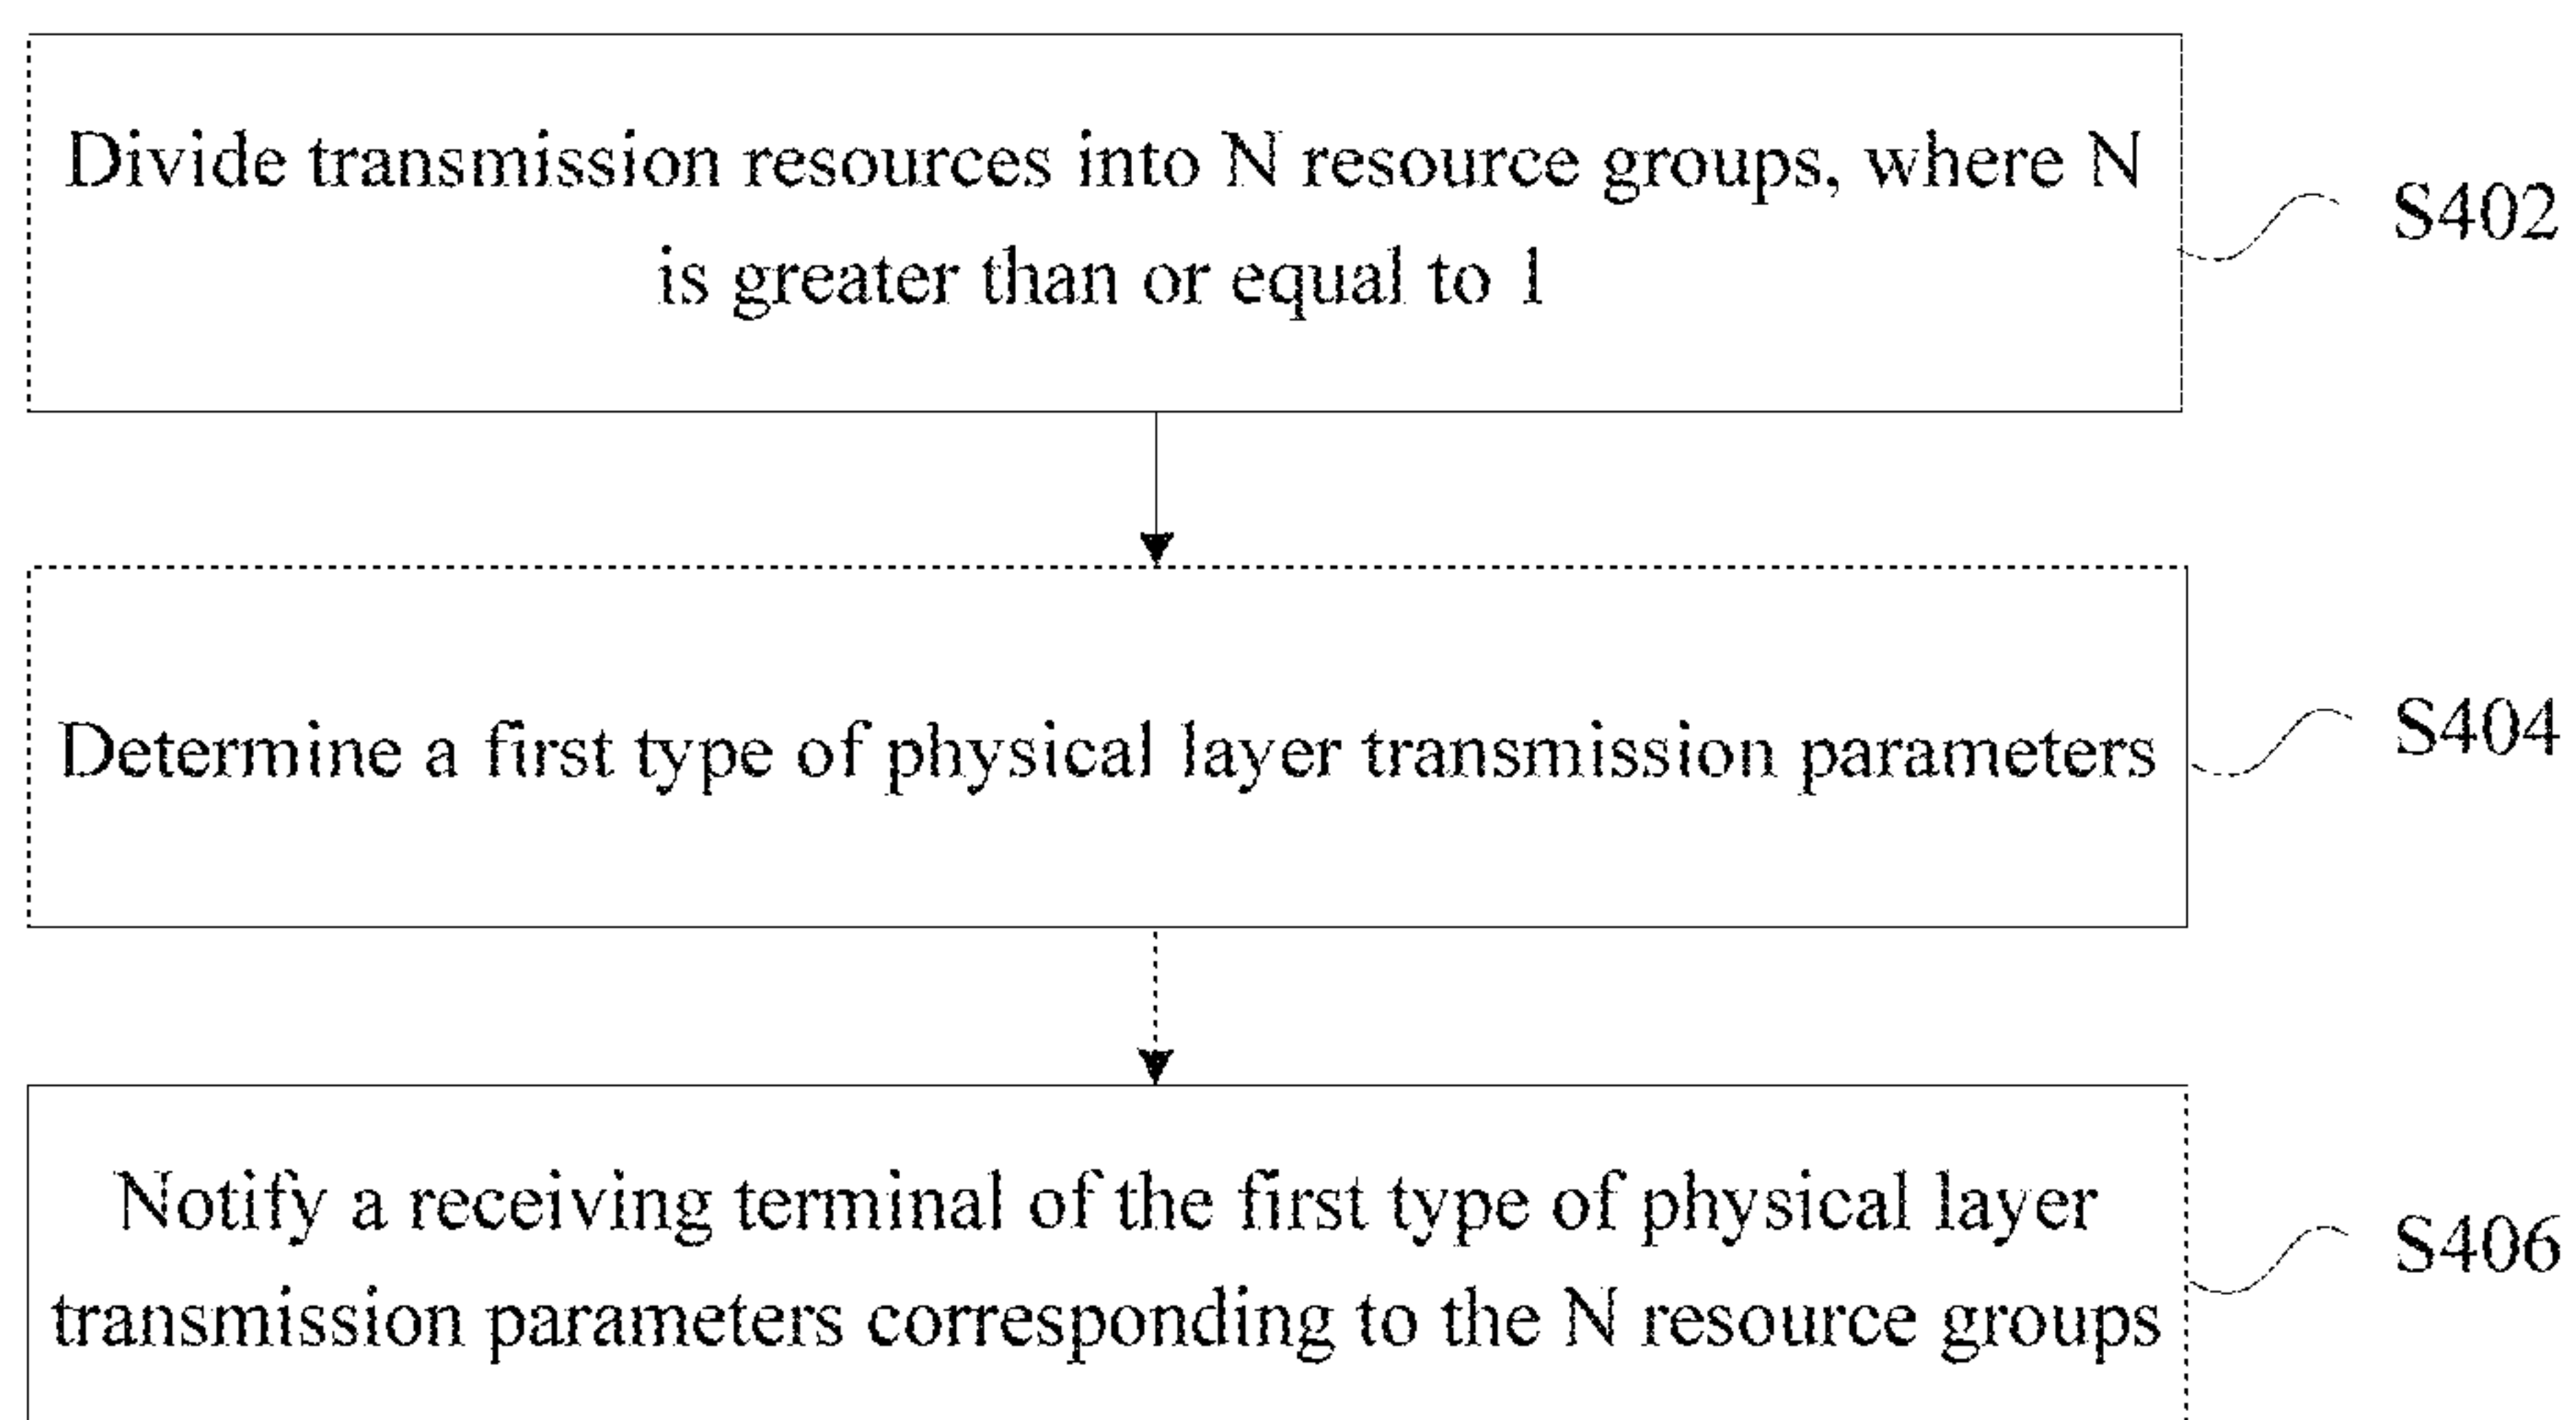 Divide transmission resources into N resource groups, where N
is greater than or equal to 1
S402
Determine a first type of physical layer transmission parameters
S404
Notify a receiving terminal of the first type of physical layer
transmission parameters corresponding to the N resource groups
S406